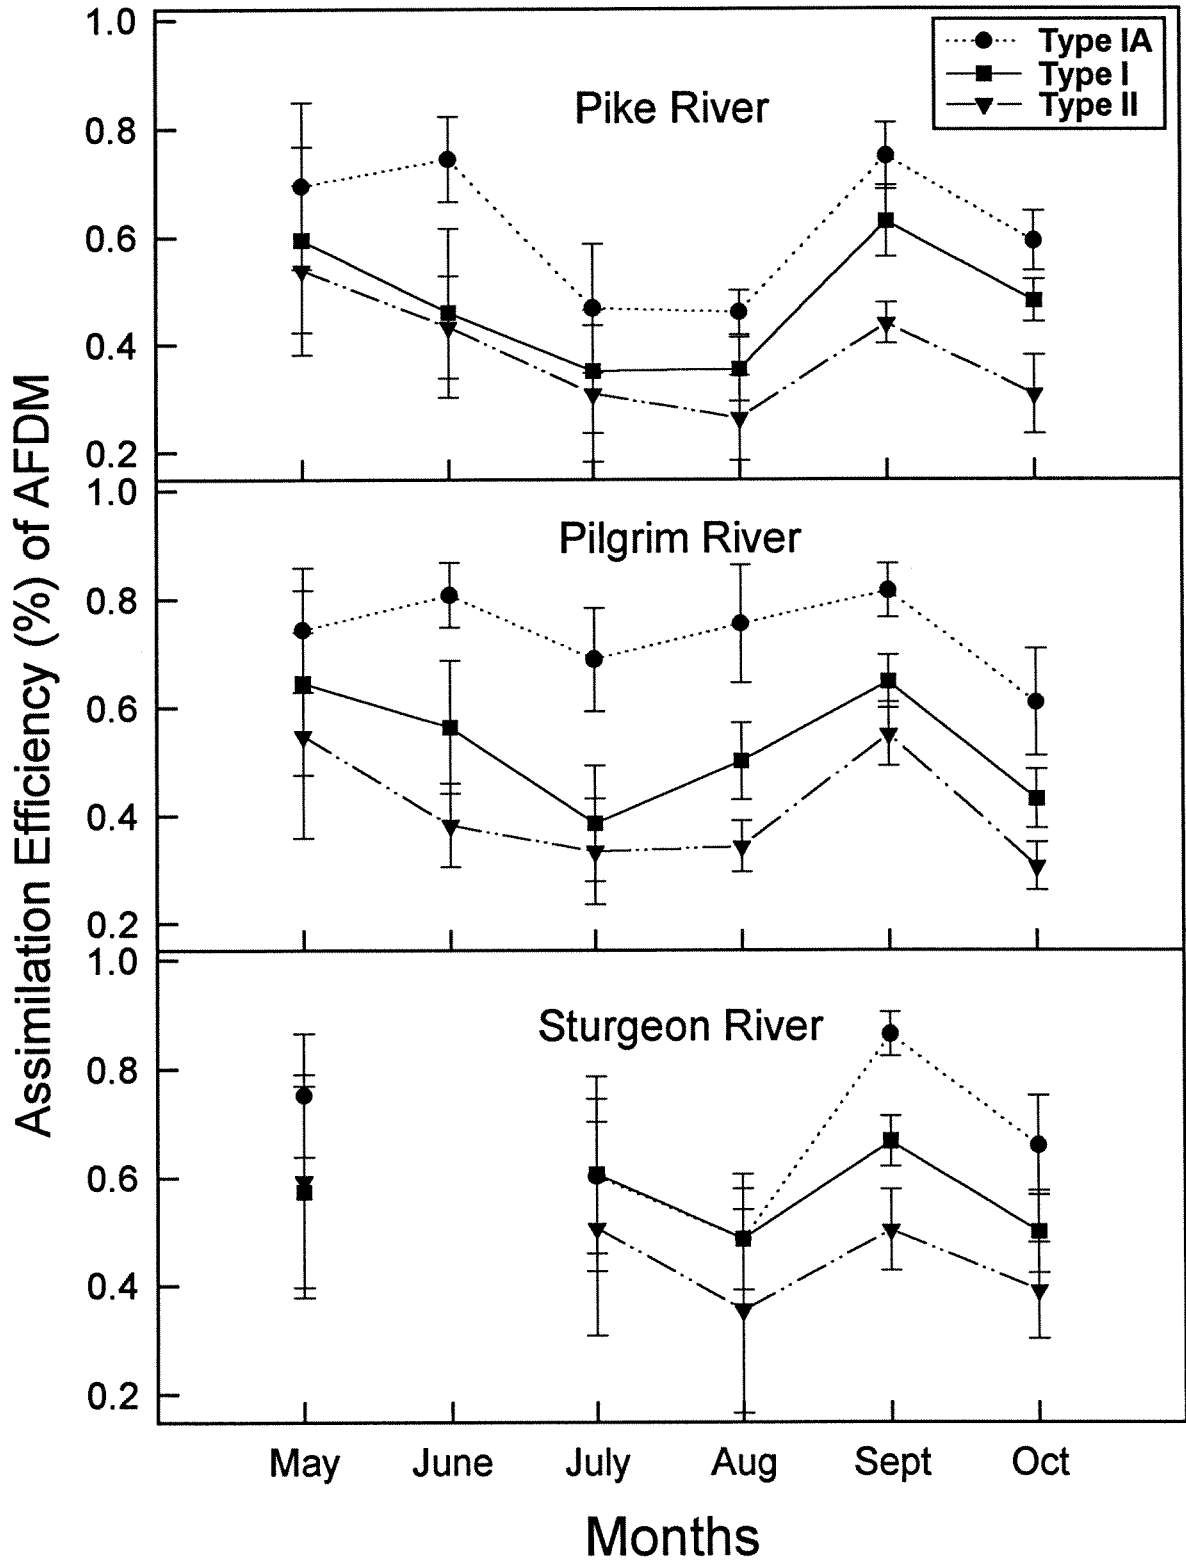 Assimilation Efficiency (%) of AFDM
1.0
0.8
0.6
0.4
0.2
Pike River
Type IA
Type I
Type II
1.0
0.8
0.6
0.4
0.2
Pilgrim River
1.0
0.8
0.6
0.4
0.2
Sturgeon River
May June July Aug Sept Oct
Months